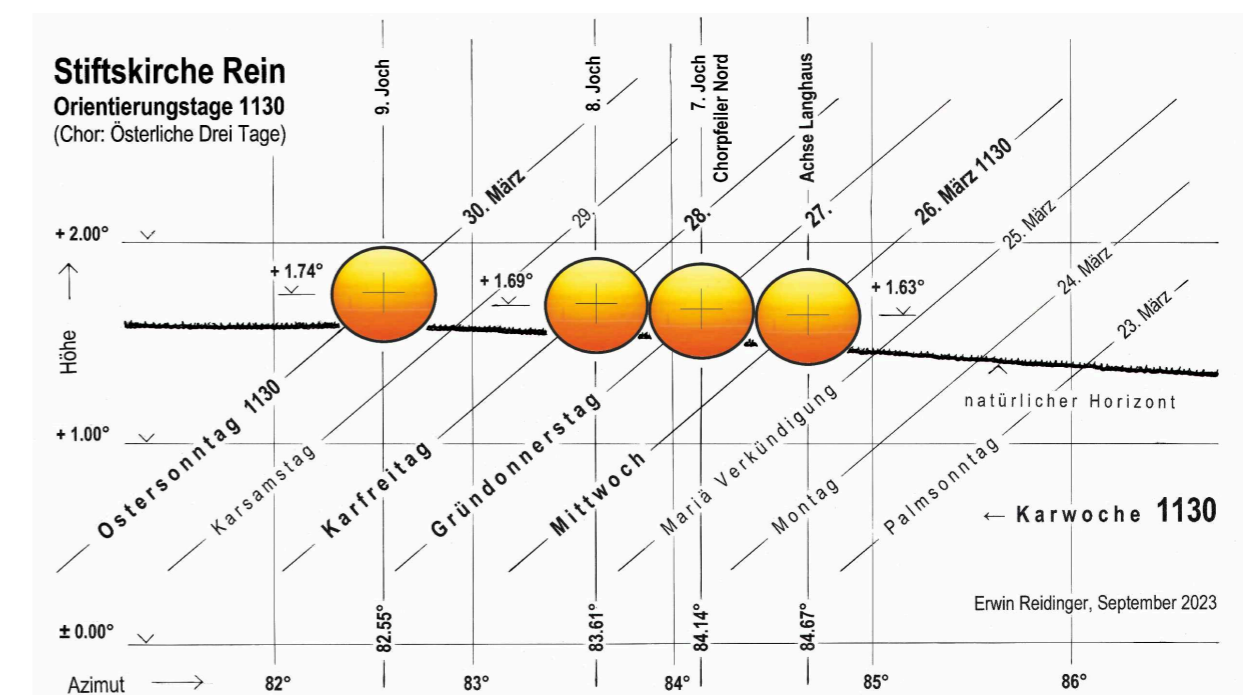 Stiftskirche Rein
Orientierungstage 1130
(Chor: Österliche Drei Tage)
9. Joch
8. Joch
7. Joch
Chorpfeiler Nord
Achse Langhaus
30. März
29.
28.
27.
26. März 1130
25. März
24. März
23. März
+ 2.00°
+ 1.74°
+ 1.69°
+ 1.63°
Höhe
natürlicher Horizont
+ 1.00°
Ostersonntag 1130
Karsamstag
Karfreitag
Gründonnerstag
Mittwoch
Mariä Verkündigung
Montag
Palmsonntag
← Karwoche 1130
Erwin Reidinger, September 2023
± 0.00°
82.55°
83.61°
84.14°
84.67°
Azimut
82°
83°
84°
85°
86°